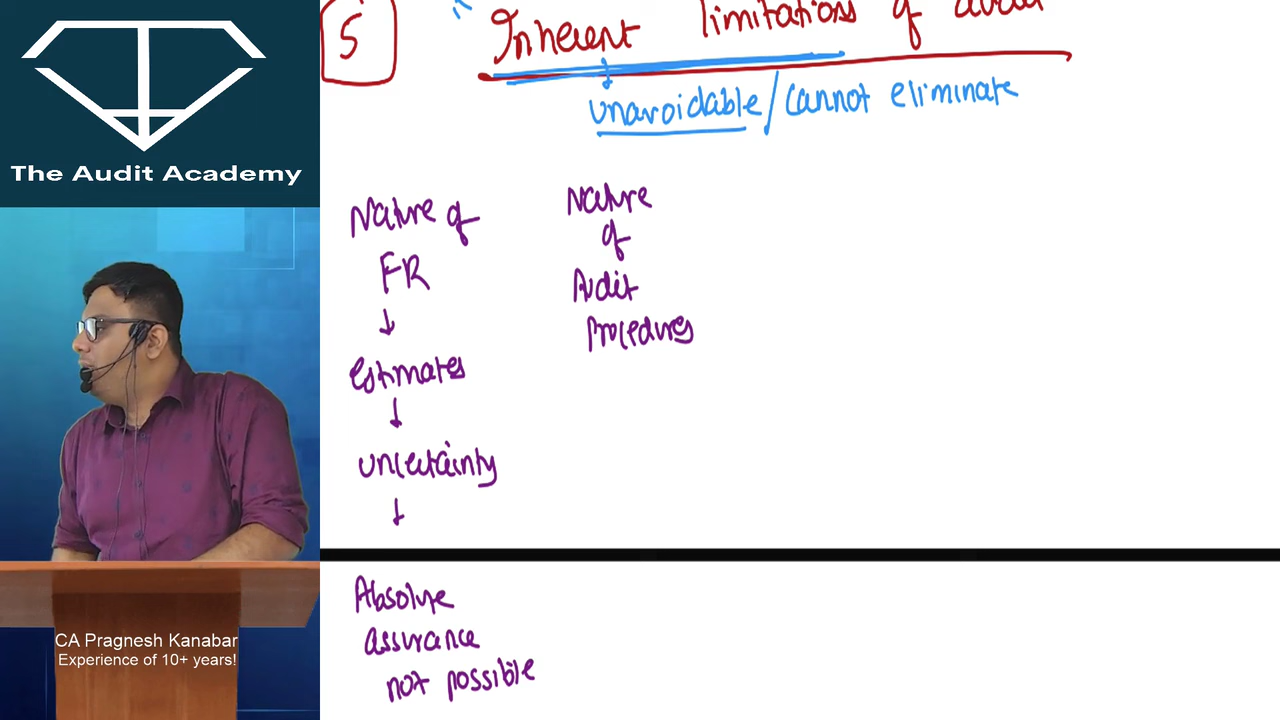 5
Inherent limitations of audit
unavoidable/cannot eliminate
The Audit Academy
Nature of
FR
↓
estimates
↓
uncertainty
↓
Absolute
assurance
not possible
Nature
of
Audit
Procedures
CA Pragnesh Kanabar
Experience of 10+ years!